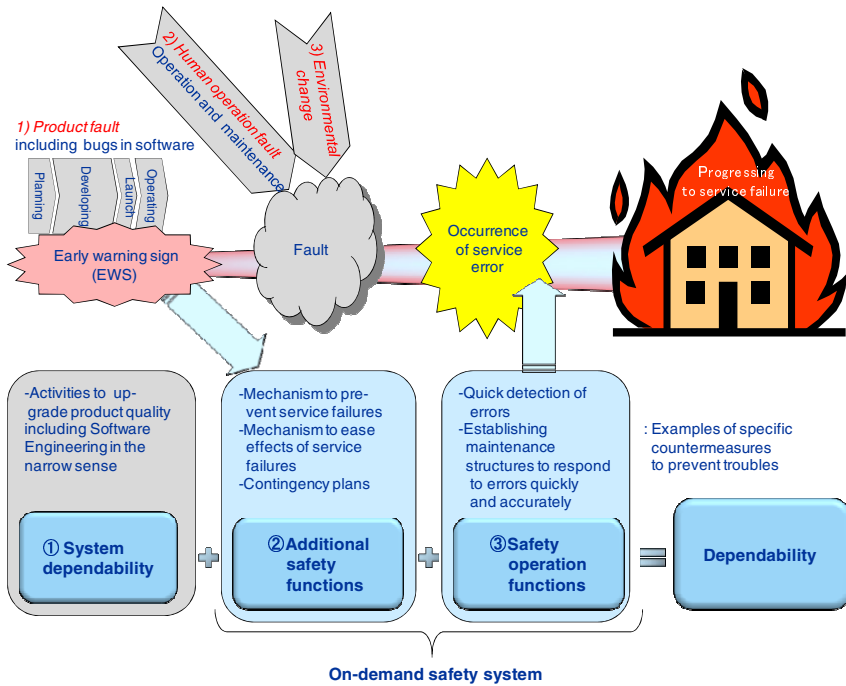 2) Human operation fault
Operation and maintenance
3) Environmental
change
1) Product fault
including bugs in software
Planning
Developing
Launch
Operating
Early warning sign
(EWS)
Fault
Occurrence
of service
error
Progressing
to service failure
-Activities to up-
grade product quality
including Software
Engineering in the
narrow sense
① System
dependability
-Mechanism to pre-
vent service failures
-Mechanism to ease
effects of service
failures
-Contingency plans
②Additional
safety
functions
-Quick detection of
errors
-Establishing
maintenance
structures to respond
to errors quickly
and accurately
③Safety
operation
functions
: Examples of specific
countermeasures
to prevent troubles
Dependability
On-demand safety system